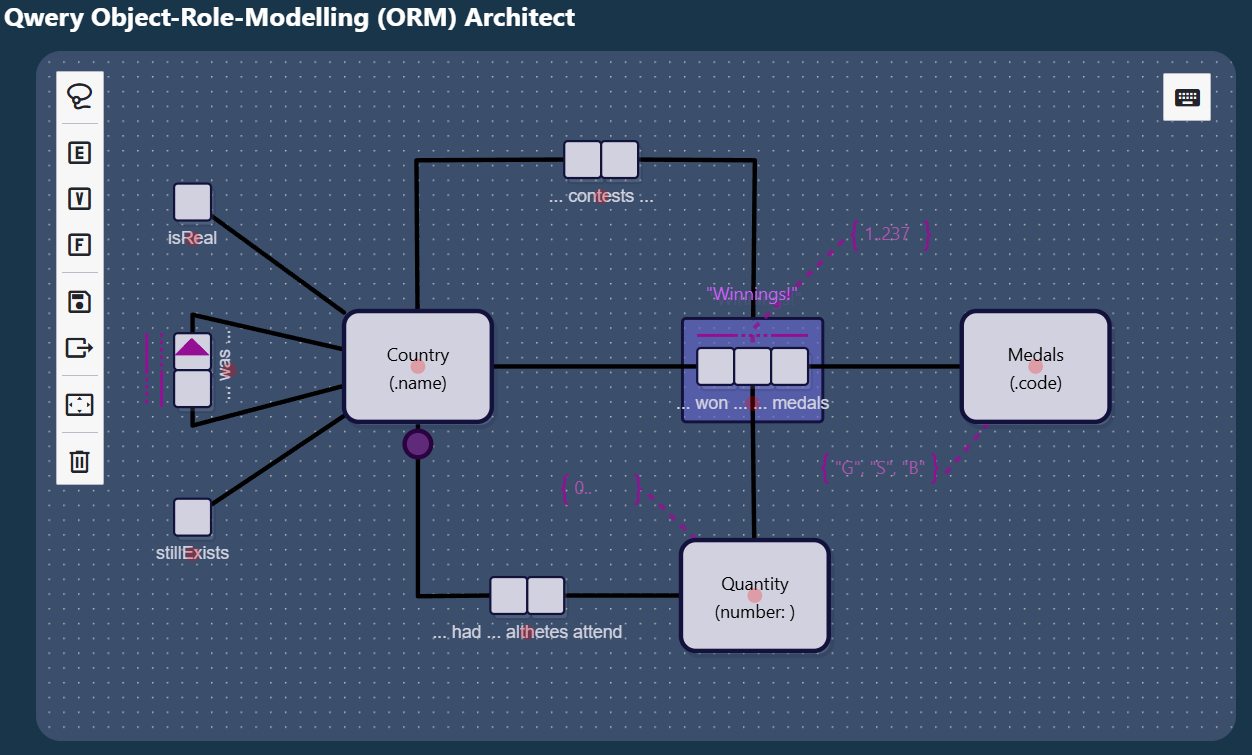 Qwery Object-Role-Modelling (ORM) Architect
E
V
F
... contests ...
isReal
{ 1..237 }
"Winnings!"
... was ...
Country
(.name)
Medals
(.code)
... won ... ... medals
{ "G", "S", "B" }
{ 0.. }
stillExists
Quantity
(number: )
... had ... althetes attend